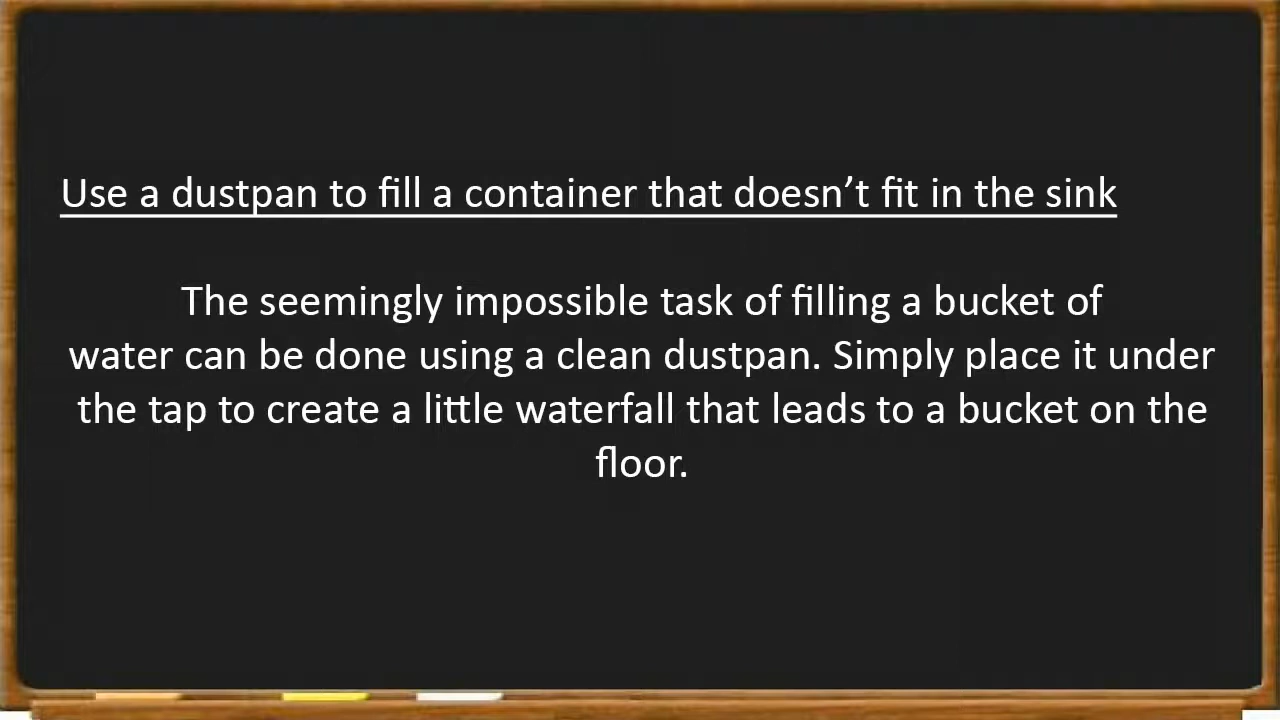 Use a dustpan to fill a container that doesn’t fit in the sink
The seemingly impossible task of filling a bucket of
water can be done using a clean dustpan. Simply place it under
the tap to create a little waterfall that leads to a bucket on the
floor.